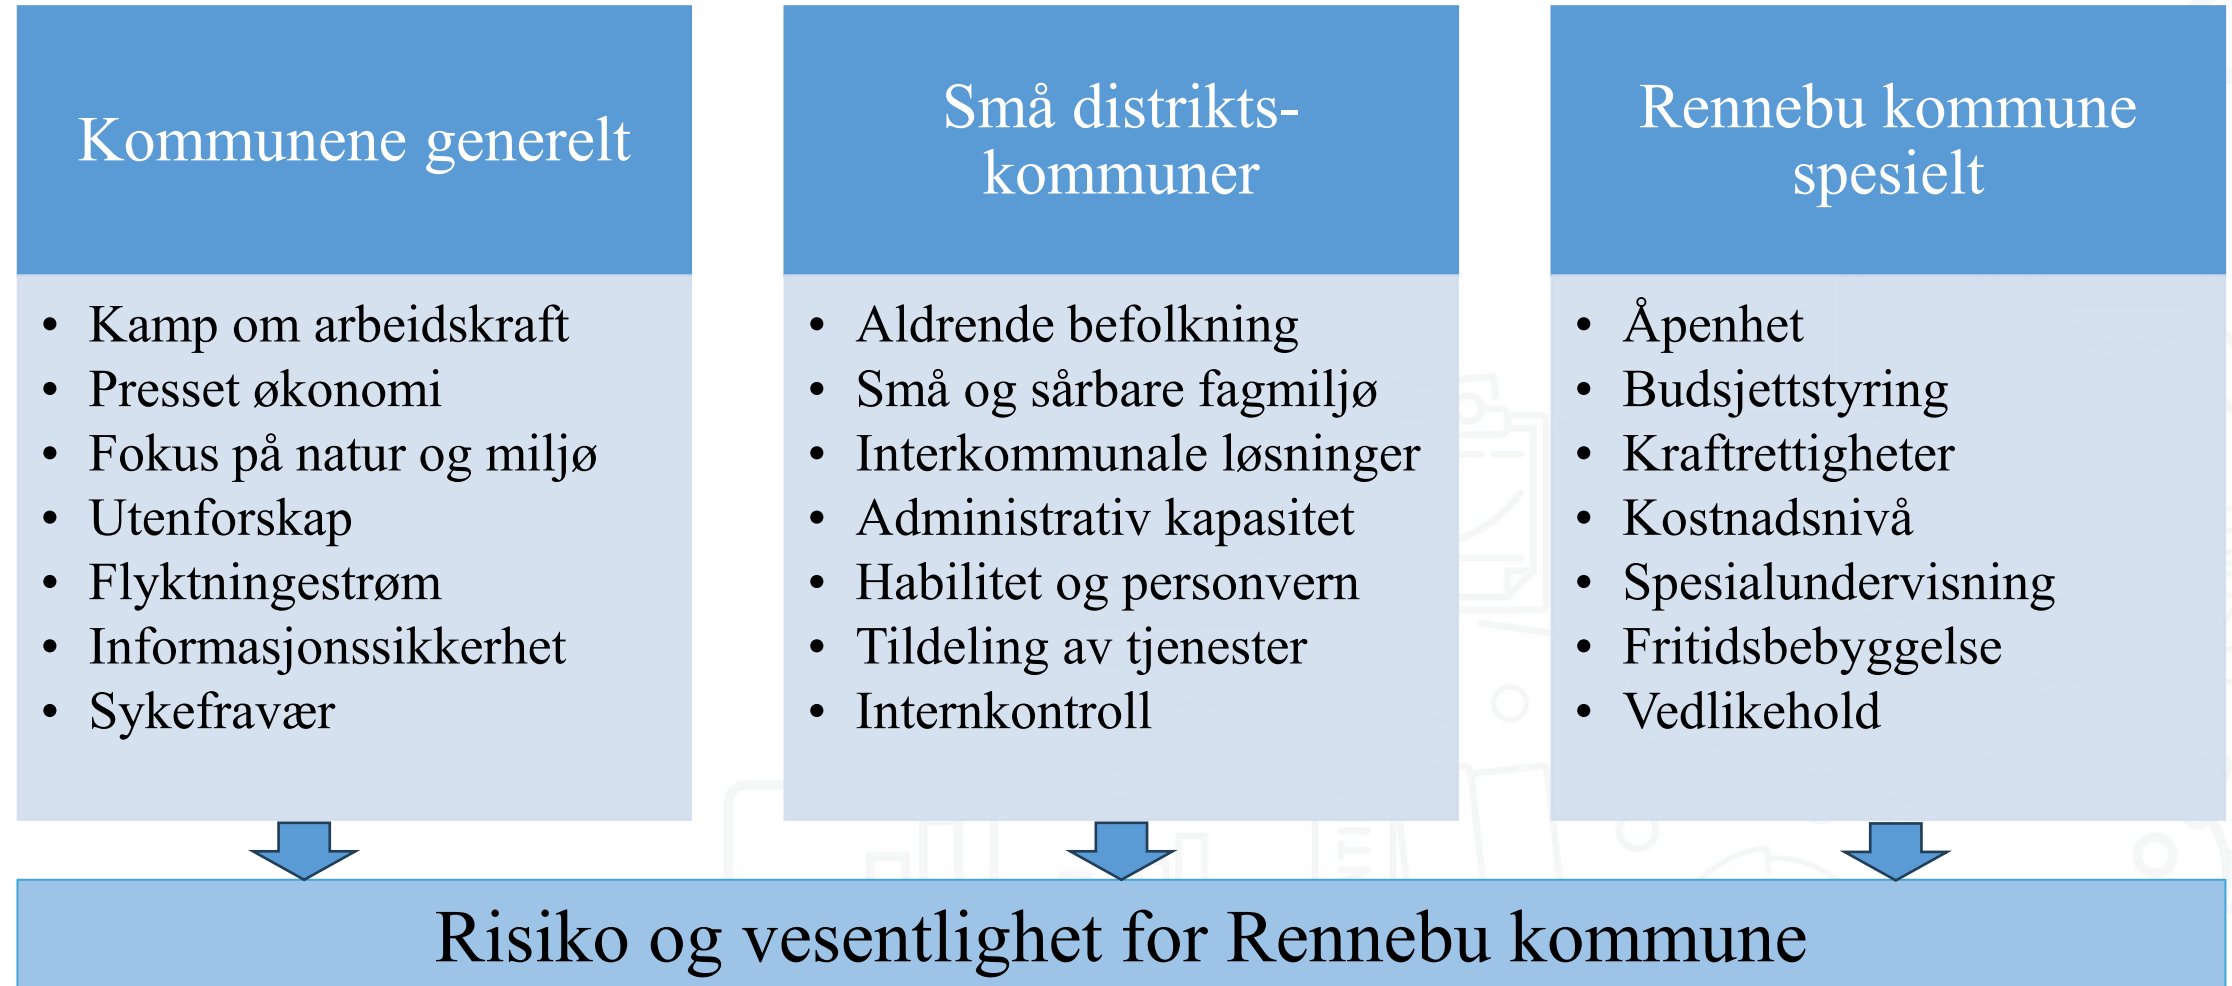 Kommunene generelt
• Kamp om arbeidskraft
• Presset økonomi
• Fokus på natur og miljø
• Utenforskap
• Flyktningestrøm
• Informasjonssikkerhet
• Sykefravær
Små distrikts-
kommuner
• Aldrende befolkning
• Små og sårbare fagmiljø
• Interkommunale løsninger
• Administrativ kapasitet
• Habilitet og personvern
• Tildeling av tjenester
• Internkontroll
Rennebu kommune
spesielt
• Åpenhet
• Budsjettstyring
• Kraftrettigheter
• Kostnadsnivå
• Spesialundervisning
• Fritidsbebyggelse
• Vedlikehold
Risiko og vesentlighet for Rennebu kommune